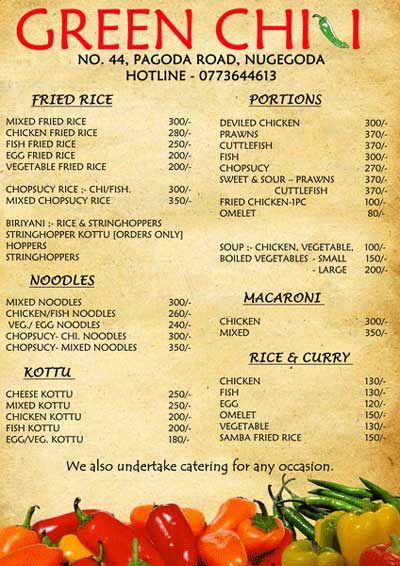 GREEN CHILLI
NO. 44, PAGODA ROAD, NUGEGODA
HOTLINE - 0773644613
FRIED RICE
MIXED FRIED RICE 300/-
CHICKEN FRIED RICE 280/-
FISH FRIED RICE 250/-
EGG FRIED RICE 200/-
VEGETABLE FRIED RICE 200/-
CHOPSUCY RICE ;- CHI/FISH. 300/-
MIXED CHOPSUCY RICE 350/-
BIRIYANI ;- RICE & STRINGHOPPERS
STRINGHOPPER KOTTU [ORDERS ONLY]
HOPPERS
STRINGHOPPERS
NOODLES
MIXED NOODLES 300/-
CHICKEN/FISH NOODLES 260/-
VEG./ EGG NOODLES 240/-
CHOPSUCY- CHI. NOODLES 300/-
CHOPSUCY- MIXED NOODLES 350/-
KOTTU
CHEESE KOTTU 250/-
MIXED KOTTU 250/-
CHICKEN KOTTU 200/-
FISH KOTTU 200/-
EGG/VEG. KOTTU 180/-
PORTIONS
DEVILED CHICKEN 300/-
PRAWNS 370/-
CUTTLEFISH 370/-
FISH 300/-
CHOPSUCY 270/-
SWEET & SOUR – PRAWNS 370/-
CUTTLEFISH 370/-
FRIED CHICKEN-1PC 100/-
OMELET 80/-
SOUP ;- CHICKEN, VEGETABLE, 100/-
BOILED VEGETABLES - SMALL 150/-
- LARGE 200/-
MACARONI
CHICKEN 300/-
MIXED 350/-
RICE & CURRY
CHICKEN 130/-
FISH 130/-
EGG 120/-
OMELET 150/-
VEGETABLE 130/-
SAMBA FRIED RICE 150/-
We also undertake catering for any occasion.